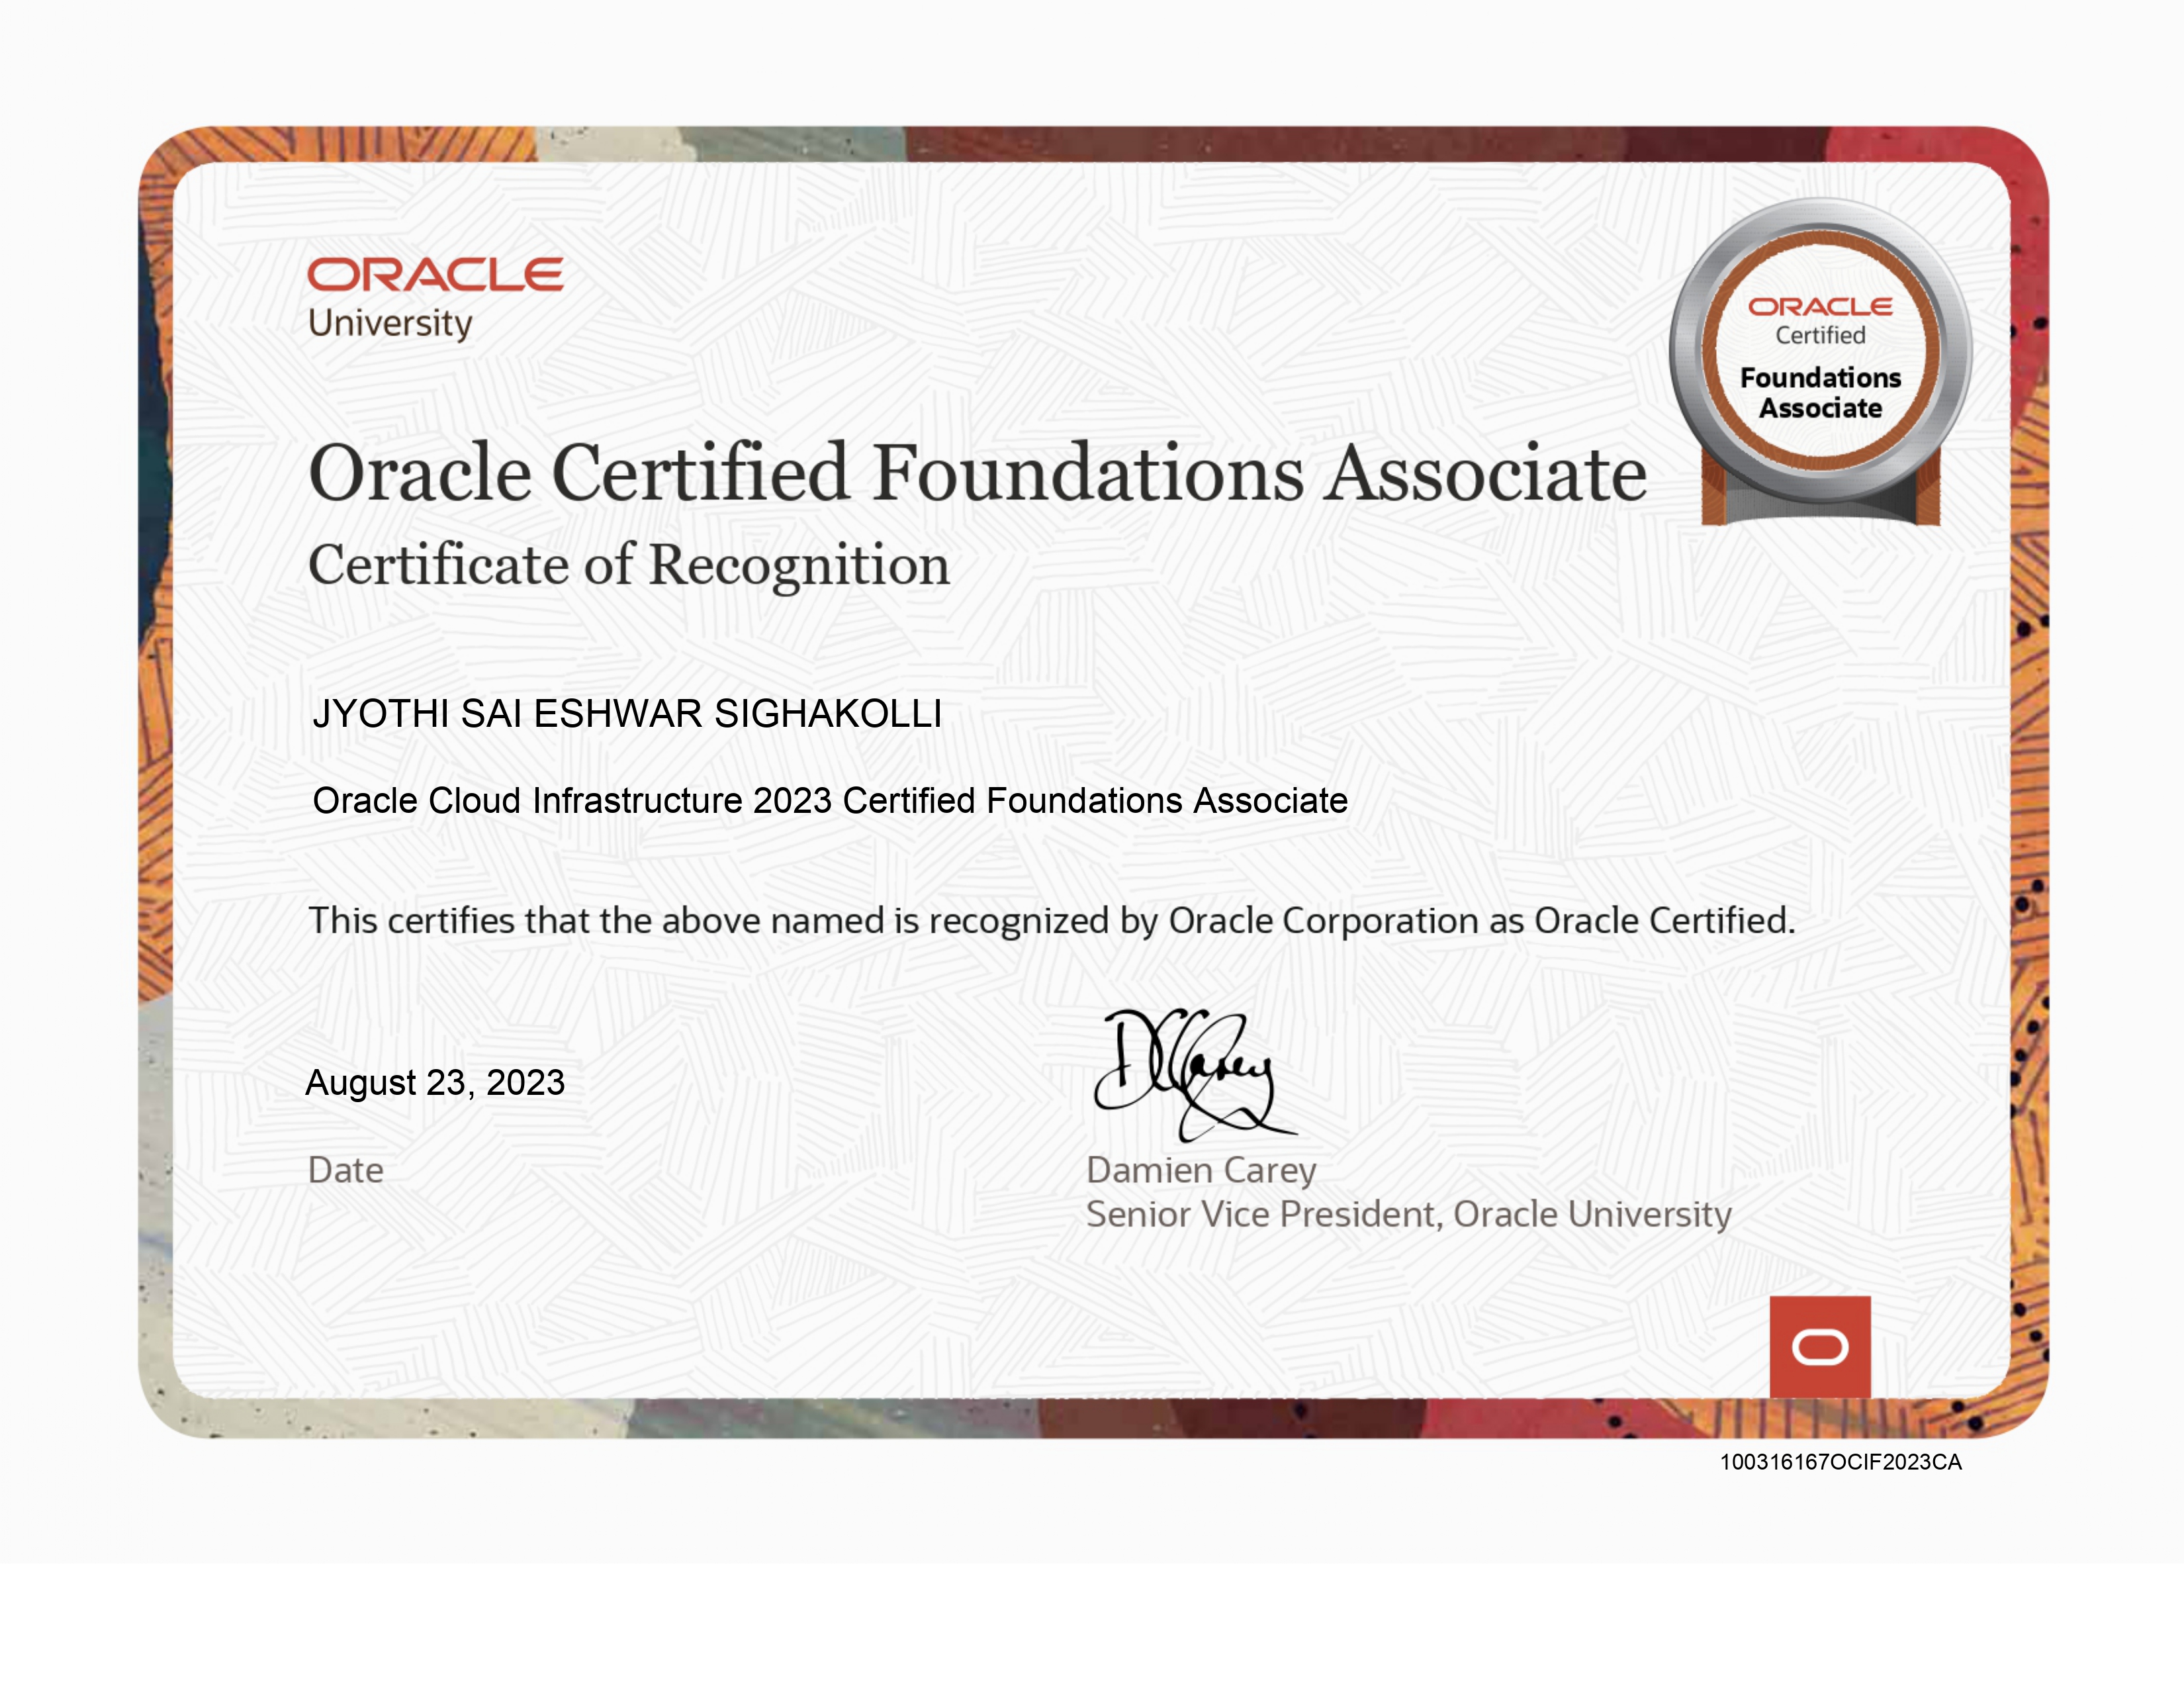 ORACLE
University
ORACLE
Certified
Foundations
Associate
Oracle Certified Foundations Associate
Certificate of Recognition
JYOTHI SAI ESHWAR SIGHAKOLLI
Oracle Cloud Infrastructure 2023 Certified Foundations Associate
This certifies that the above named is recognized by Oracle Corporation as Oracle Certified.
August 23, 2023
Date
Damien Carey
Senior Vice President, Oracle University
100316167OCIF2023CA